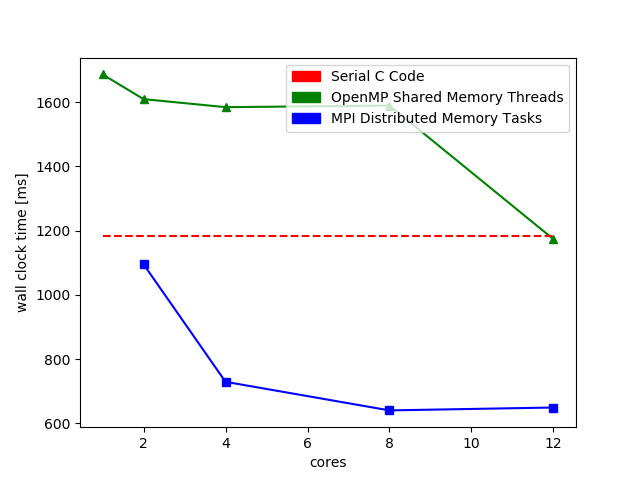 Serial C Code
OpenMP Shared Memory Threads
MPI Distributed Memory Tasks
wall clock time [ms]
1600
1400
1200
1000
800
600
2 4 6 8 10 12
cores